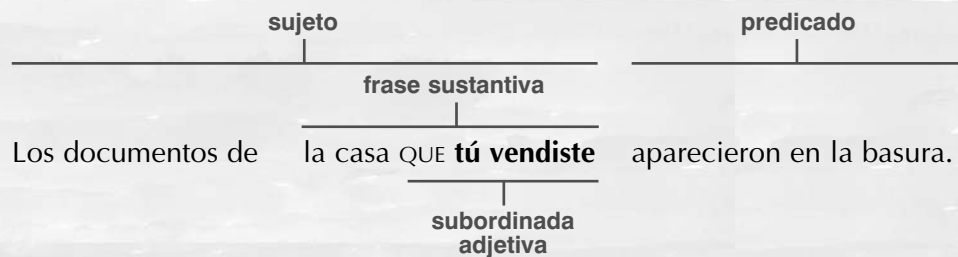 sujeto predicado
frase sustantiva
Los documentos de la casa QUE tú vendiste aparecieron en la basura.
subordinada
adjetiva